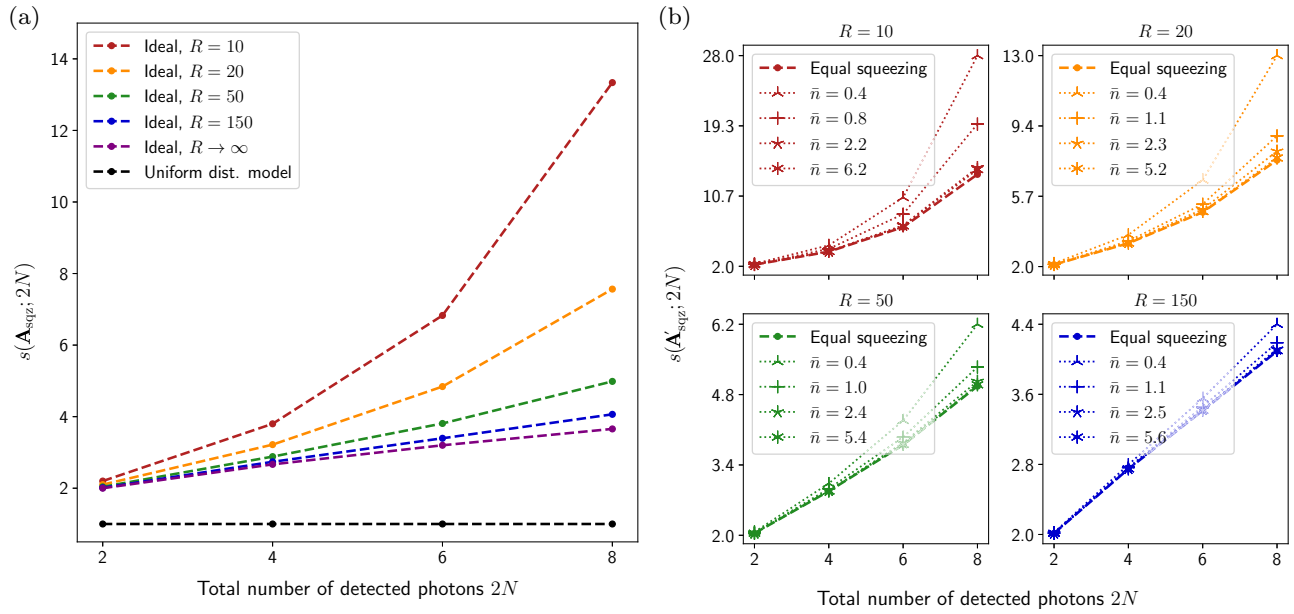 (a)
14
12
10
8
6
4
2
2
4
6
8
s(A_sqz; 2N)
Total number of detected photons 2N
Ideal, R = 10
Ideal, R = 20
Ideal, R = 50
Ideal, R = 150
Ideal, R → ∞
Uniform dist. model
(b)
s(A′_sqz; 2N)
R = 10
28.0
19.3
10.7
2.0
Equal squeezing
n̄ = 0.4
n̄ = 0.8
n̄ = 2.2
n̄ = 6.2
R = 20
13.0
9.4
5.7
2.0
Equal squeezing
n̄ = 0.4
n̄ = 1.1
n̄ = 2.3
n̄ = 5.2
R = 50
6.2
4.8
3.4
2.0
Equal squeezing
n̄ = 0.4
n̄ = 1.0
n̄ = 2.4
n̄ = 5.4
2
4
6
8
R = 150
4.4
3.6
2.8
2.0
Equal squeezing
n̄ = 0.4
n̄ = 1.1
n̄ = 2.5
n̄ = 5.6
2
4
6
8
Total number of detected photons 2N